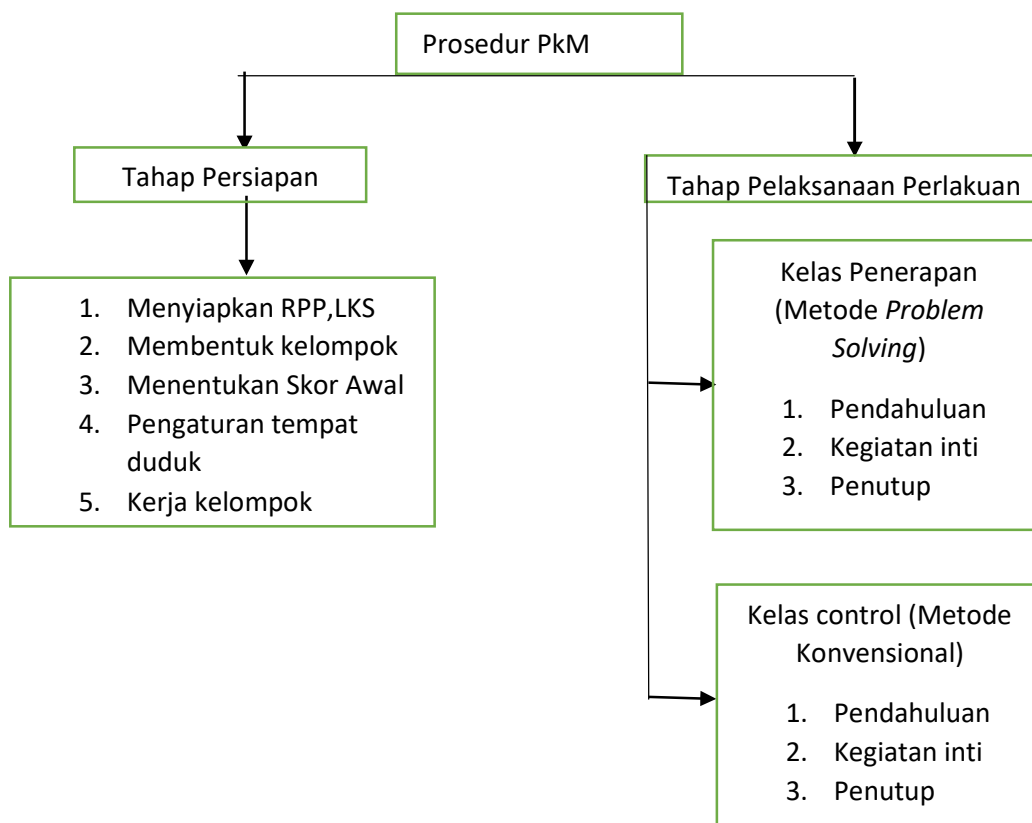 Prosedur PkM
Tahap Persiapan
1. Menyiapkan RPP,LKS
2. Membentuk kelompok
3. Menentukan Skor Awal
4. Pengaturan tempat
duduk
5. Kerja kelompok
Tahap Pelaksanaan Perlakuan
Kelas Penerapan
(Metode Problem
Solving)
1. Pendahuluan
2. Kegiatan inti
3. Penutup
Kelas control (Metode
Konvensional)
1. Pendahuluan
2. Kegiatan inti
3. Penutup